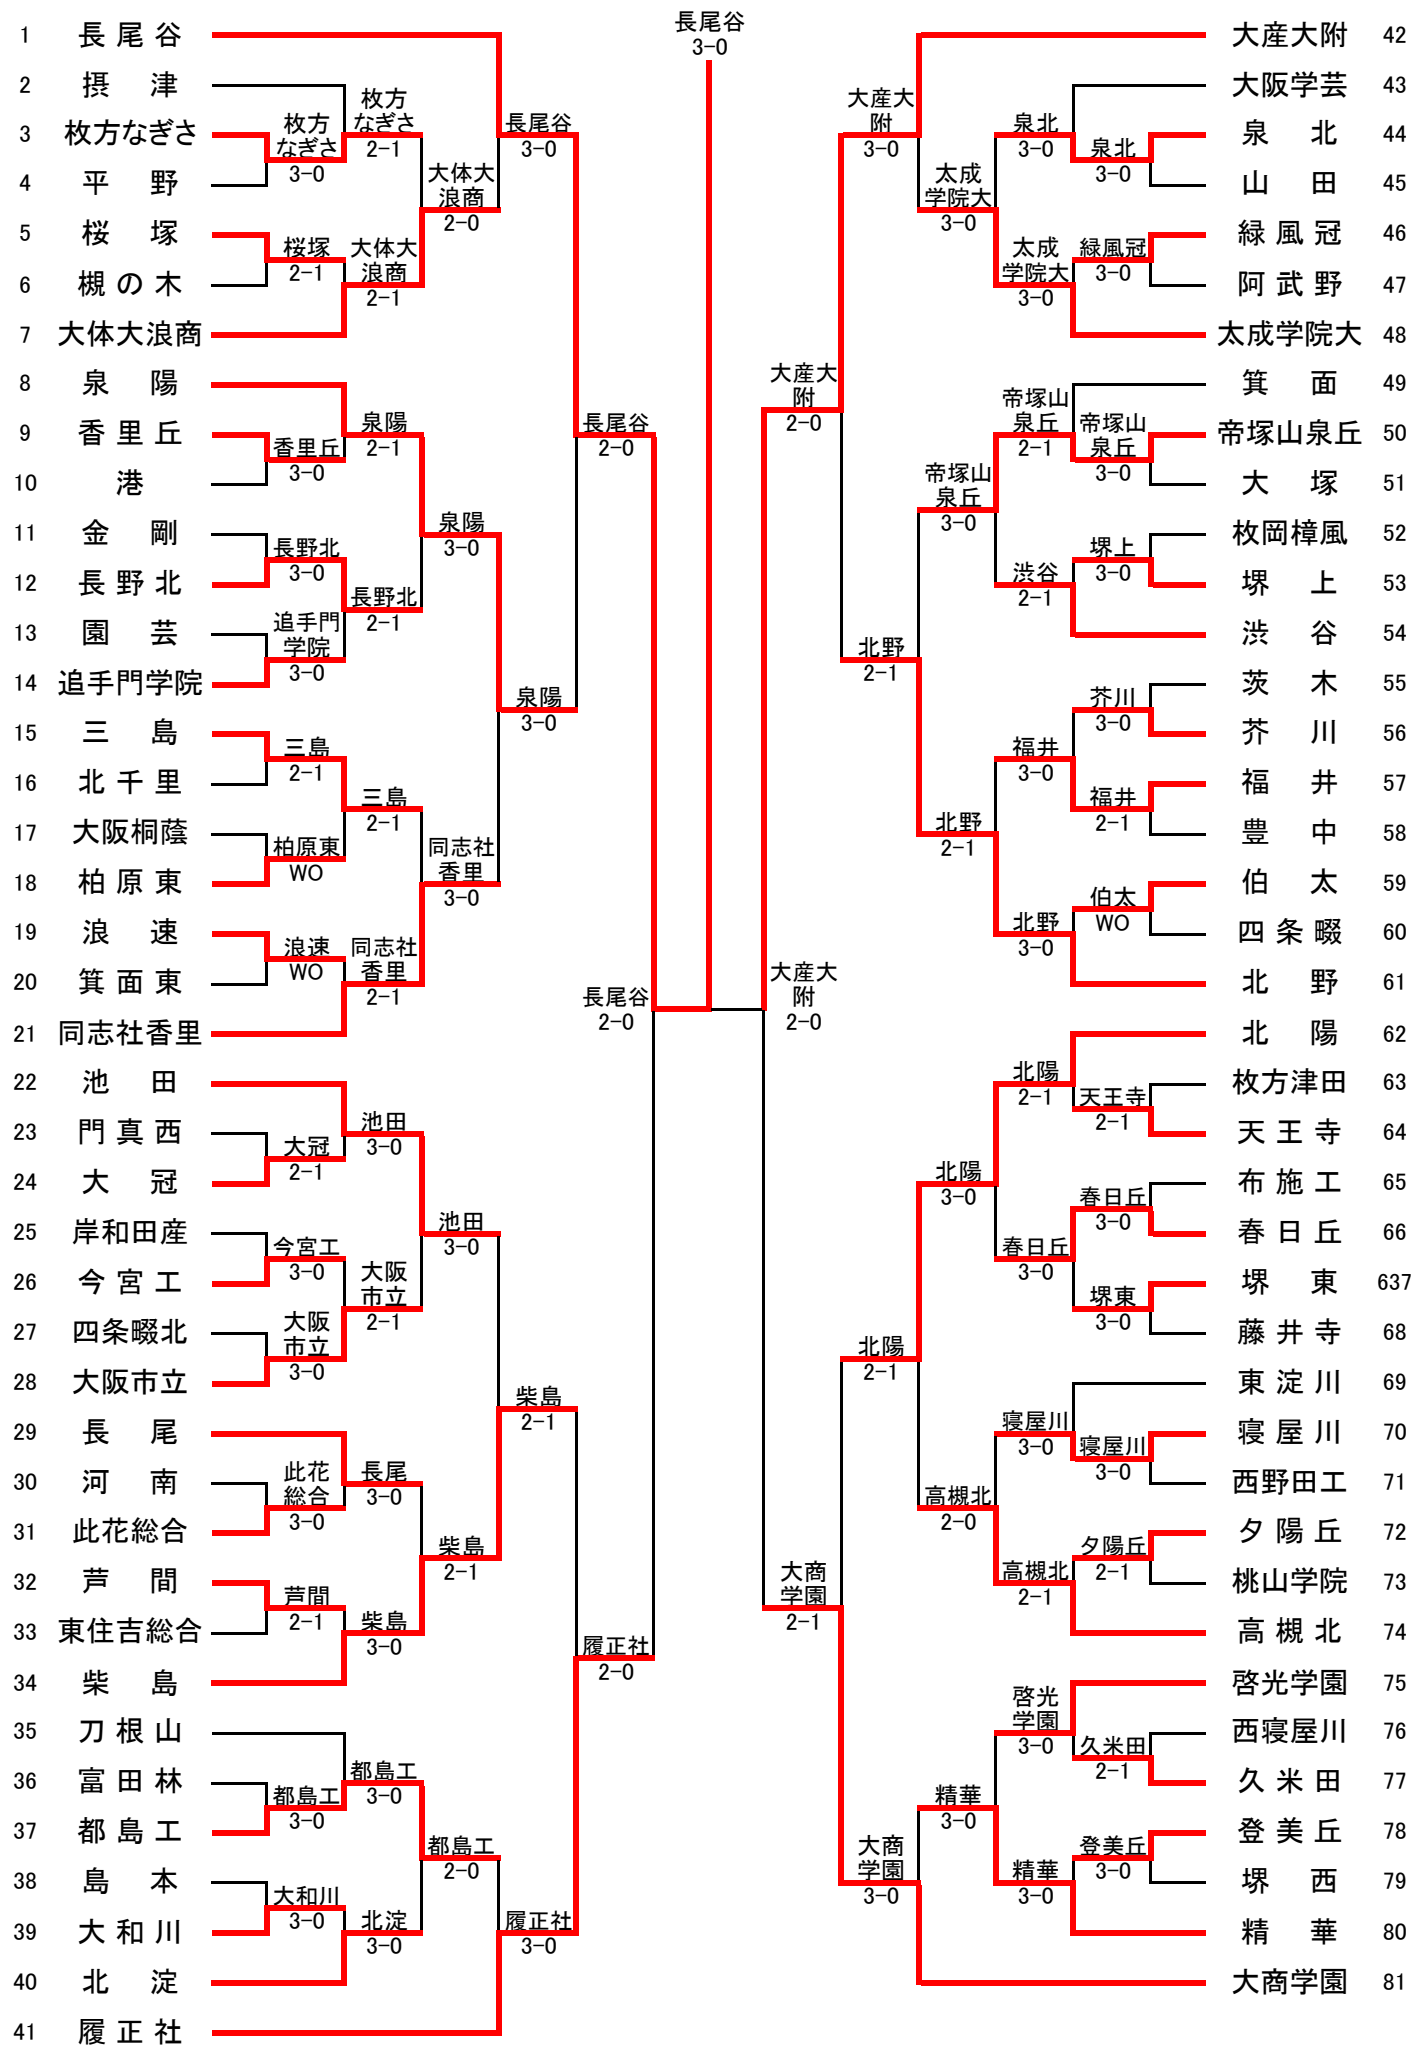 長尾谷
3-0
1 長尾谷
2 摂 津
3 枚方なぎさ
4 平 野
5 桜 塚
6 槻の木
7 大体大浪商
8 泉 陽
9 香里丘
10 港
11 金 剛
12 長野北
13 園 芸
14 追手門学院
15 三 島
16 北千里
17 大阪桐蔭
18 柏原東
19 浪 速
20 箕面東
21 同志社香里
22 池 田
23 門真西
24 大 冠
25 岸和田産
26 今宮工
27 四条畷北
28 大阪市立
29 長 尾
30 河 南
31 此花総合
32 芦 間
33 東住吉総合
34 柴 島
35 刀根山
36 富田林
37 都島工
38 島 本
39 大和川
40 北 淀
41 履正社
枚方
なぎさ
3-0
桜塚
2-1
香里丘
3-0
長野北
3-0
追手門
学院
3-0
三島
2-1
柏原東
WO
浪速
WO
大冠
2-1
今宮工
3-0
大阪
市立
3-0
此花
総合
3-0
芦間
2-1
都島工
3-0
大和川
3-0
枚方
なぎさ
2-1
大体大
浪商
2-1
泉陽
2-1
長野北
2-1
三島
2-1
同志社
香里
2-1
池田
3-0
大阪
市立
2-1
長尾
3-0
柴島
3-0
都島工
3-0
北淀
3-0
大体大
浪商
2-0
泉陽
3-0
同志社
香里
3-0
池田
3-0
柴島
2-1
都島工
2-0
長尾谷
3-0
泉陽
3-0
柴島
2-1
履正社
3-0
長尾谷
2-0
履正社
2-0
長尾谷
2-0
大産大
附
2-0
大産大
附
2-0
大商
学園
2-1
大産大
附
3-0
北野
2-1
北陽
2-1
大商
学園
3-0
太成
学院大
3-0
帝塚山
泉丘
3-0
北野
2-1
北陽
3-0
高槻北
2-0
精華
3-0
泉北
3-0
太成
学院大
3-0
帝塚山
泉丘
2-1
渋谷
2-1
福井
3-0
北野
3-0
北陽
2-1
春日丘
3-0
寝屋川
3-0
高槻北
2-1
啓光
学園
3-0
精華
3-0
泉北
3-0
緑風冠
3-0
帝塚山
泉丘
3-0
堺上
3-0
芥川
3-0
福井
2-1
伯太
WO
天王寺
2-1
春日丘
3-0
堺東
3-0
寝屋川
3-0
夕陽丘
2-1
久米田
2-1
登美丘
3-0
大産大附 42
大阪学芸 43
泉 北 44
山 田 45
緑風冠 46
阿武野 47
太成学院大 48
箕 面 49
帝塚山泉丘 50
大 塚 51
枚岡樟風 52
堺 上 53
渋 谷 54
茨 木 55
芥 川 56
福 井 57
豊 中 58
伯 太 59
四条畷 60
北 野 61
北 陽 62
枚方津田 63
天王寺 64
布施工 65
春日丘 66
堺 東 637
藤井寺 68
東淀川 69
寝屋川 70
西野田工 71
夕陽丘 72
桃山学院 73
高槻北 74
啓光学園 75
西寝屋川 76
久米田 77
登美丘 78
堺 西 79
精 華 80
大商学園 81